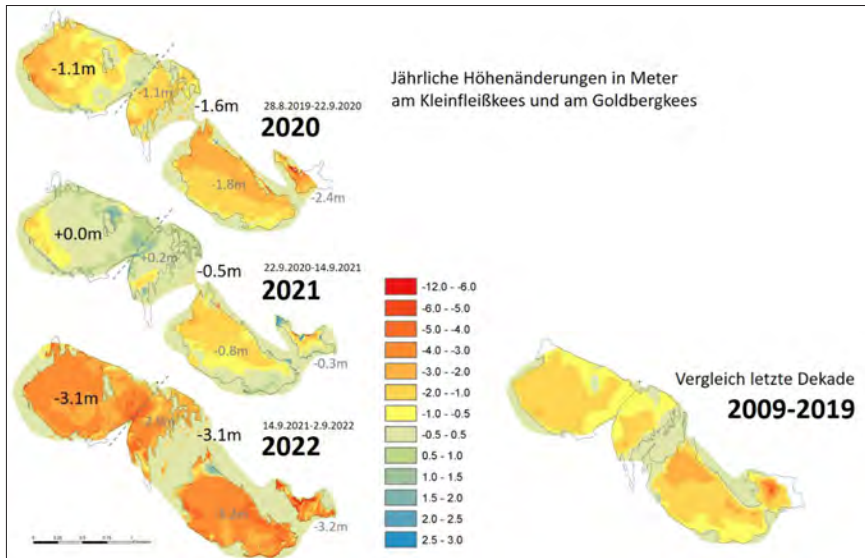 Jährliche Höhenänderungen in Meter
am Kleinfleißkees und am Goldbergkees
-1.1m
-1.1m
-1.6m
28.8.2019-22.9.2020
2020
-1.8m
-2.4m
+0.0m
+0.2m
-0.5m
22.9.2020-14.9.2021
2021
-0.8m
-0.3m
-3.1m
-3.1m
14.9.2021-2.9.2022
2022
-3.2m
-12.0 - -6.0
-6.0 - -5.0
-5.0 - -4.0
-4.0 - -3.0
-3.0 - -2.0
-2.0 - -1.0
-1.0 - -0.5
-0.5 - 0.5
0.5 - 1.0
1.0 - 1.5
1.5 - 2.0
2.0 - 2.5
2.5 - 3.0
Vergleich letzte Dekade
2009-2019